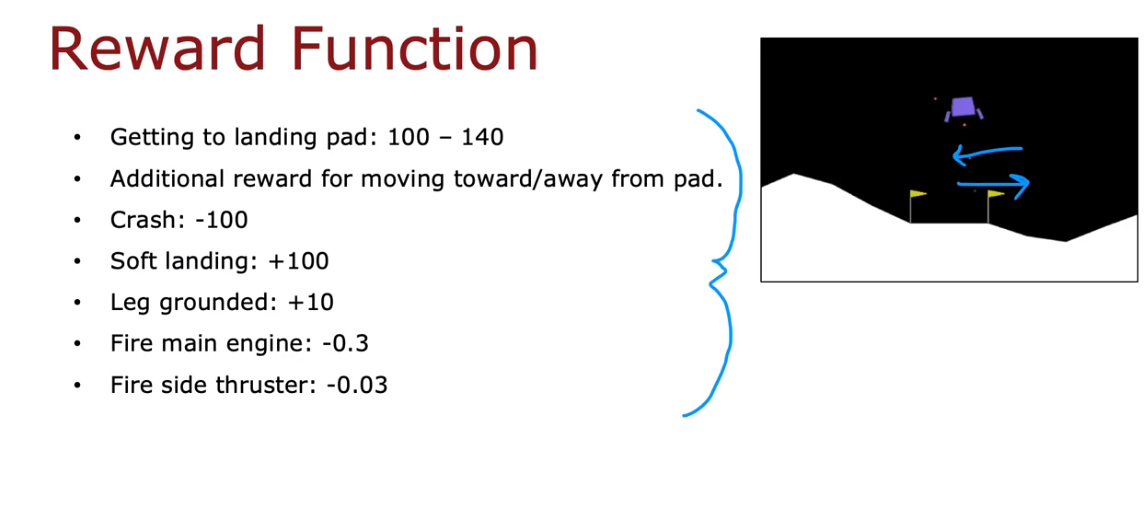 Reward Function
• Getting to landing pad: 100 – 140
• Additional reward for moving toward/away from pad.
• Crash: -100
• Soft landing: +100
• Leg grounded: +10
• Fire main engine: -0.3
• Fire side thruster: -0.03